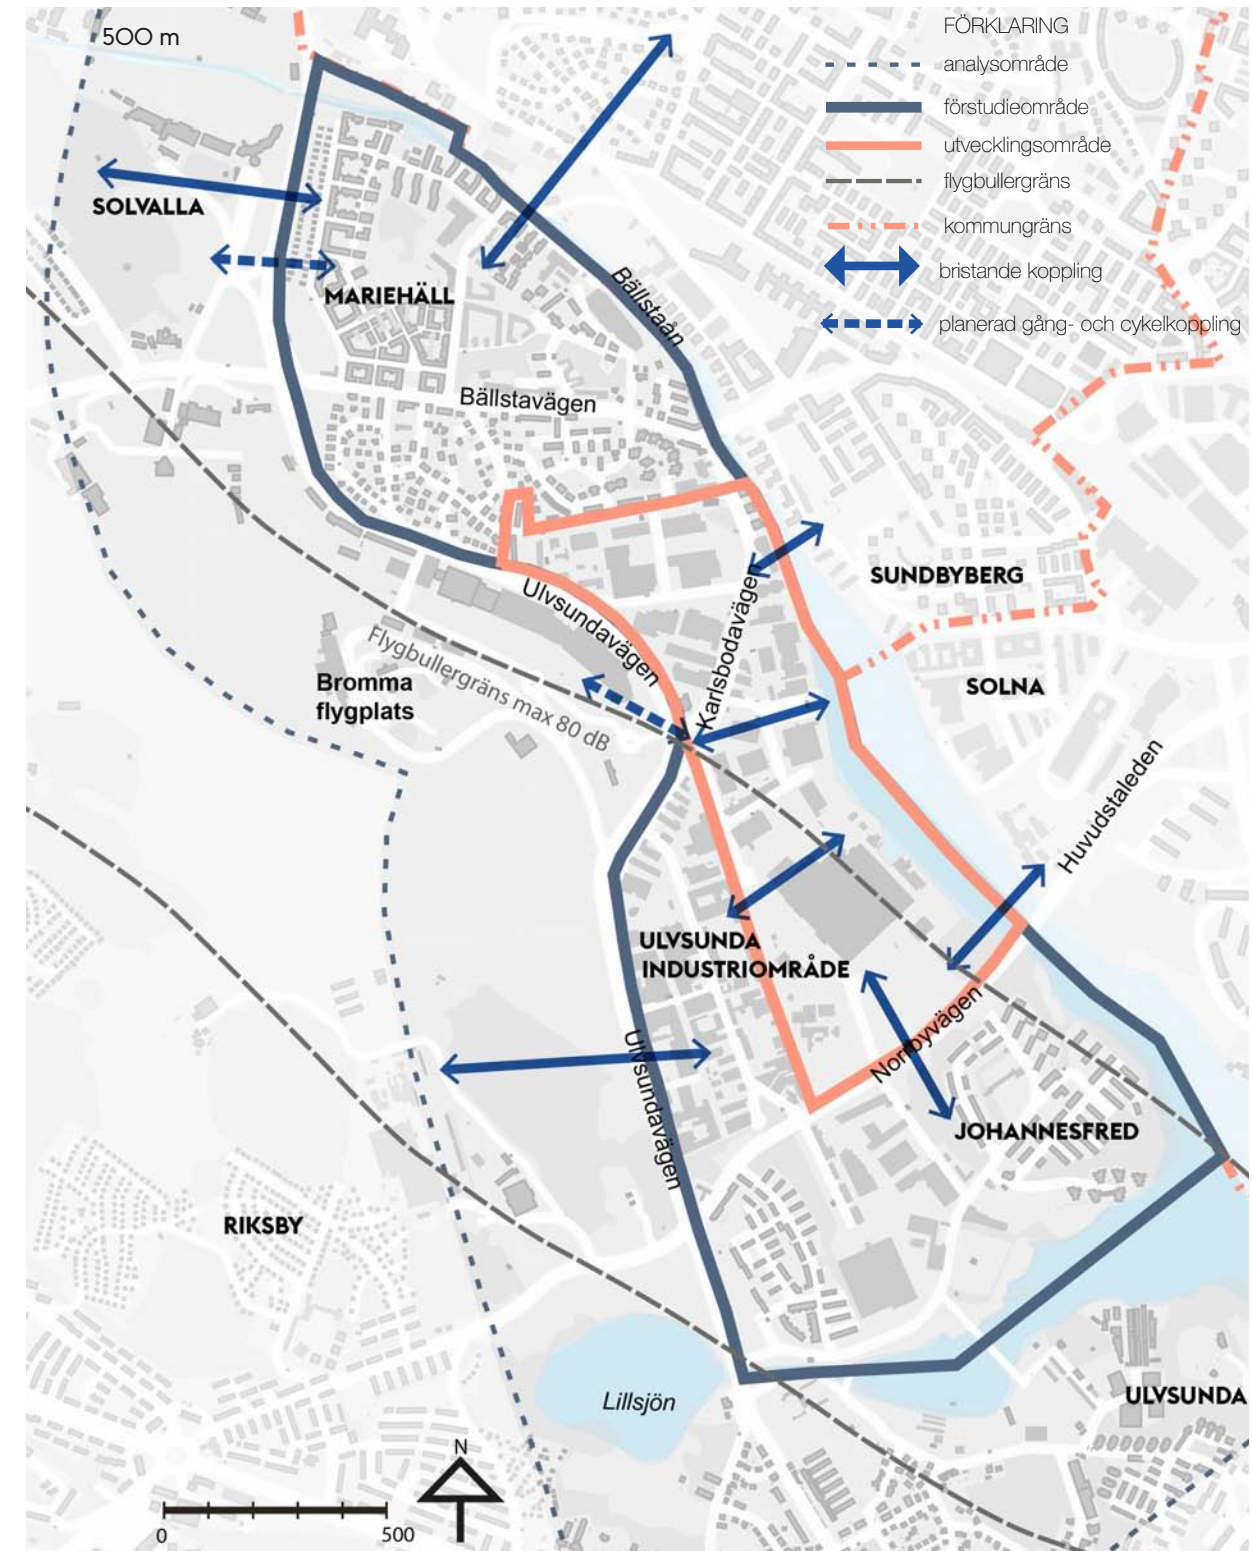 500 m
FÖRKLARING
analysområde
förstudieområde
utvecklingsområde
flygbullergräns
kommungräns
bristande koppling
planerad gång- och cykelkoppling
SOLVALLA
MARIEHÄLL
Bällstaån
Bällstavägen
SUNDBYBERG
Ulvsundavägen
Karlsbodavägen
Flygbullergräns max 80 dB
Bromma
flygplats
SOLNA
Huvudstaleden
ULVSUNDA
INDUSTRIOMRÅDE
Norrbyvägen
Ulvsundavägen
JOHANNESFRED
RIKSBY
Lillsjön
ULVSUNDA
N
0 500